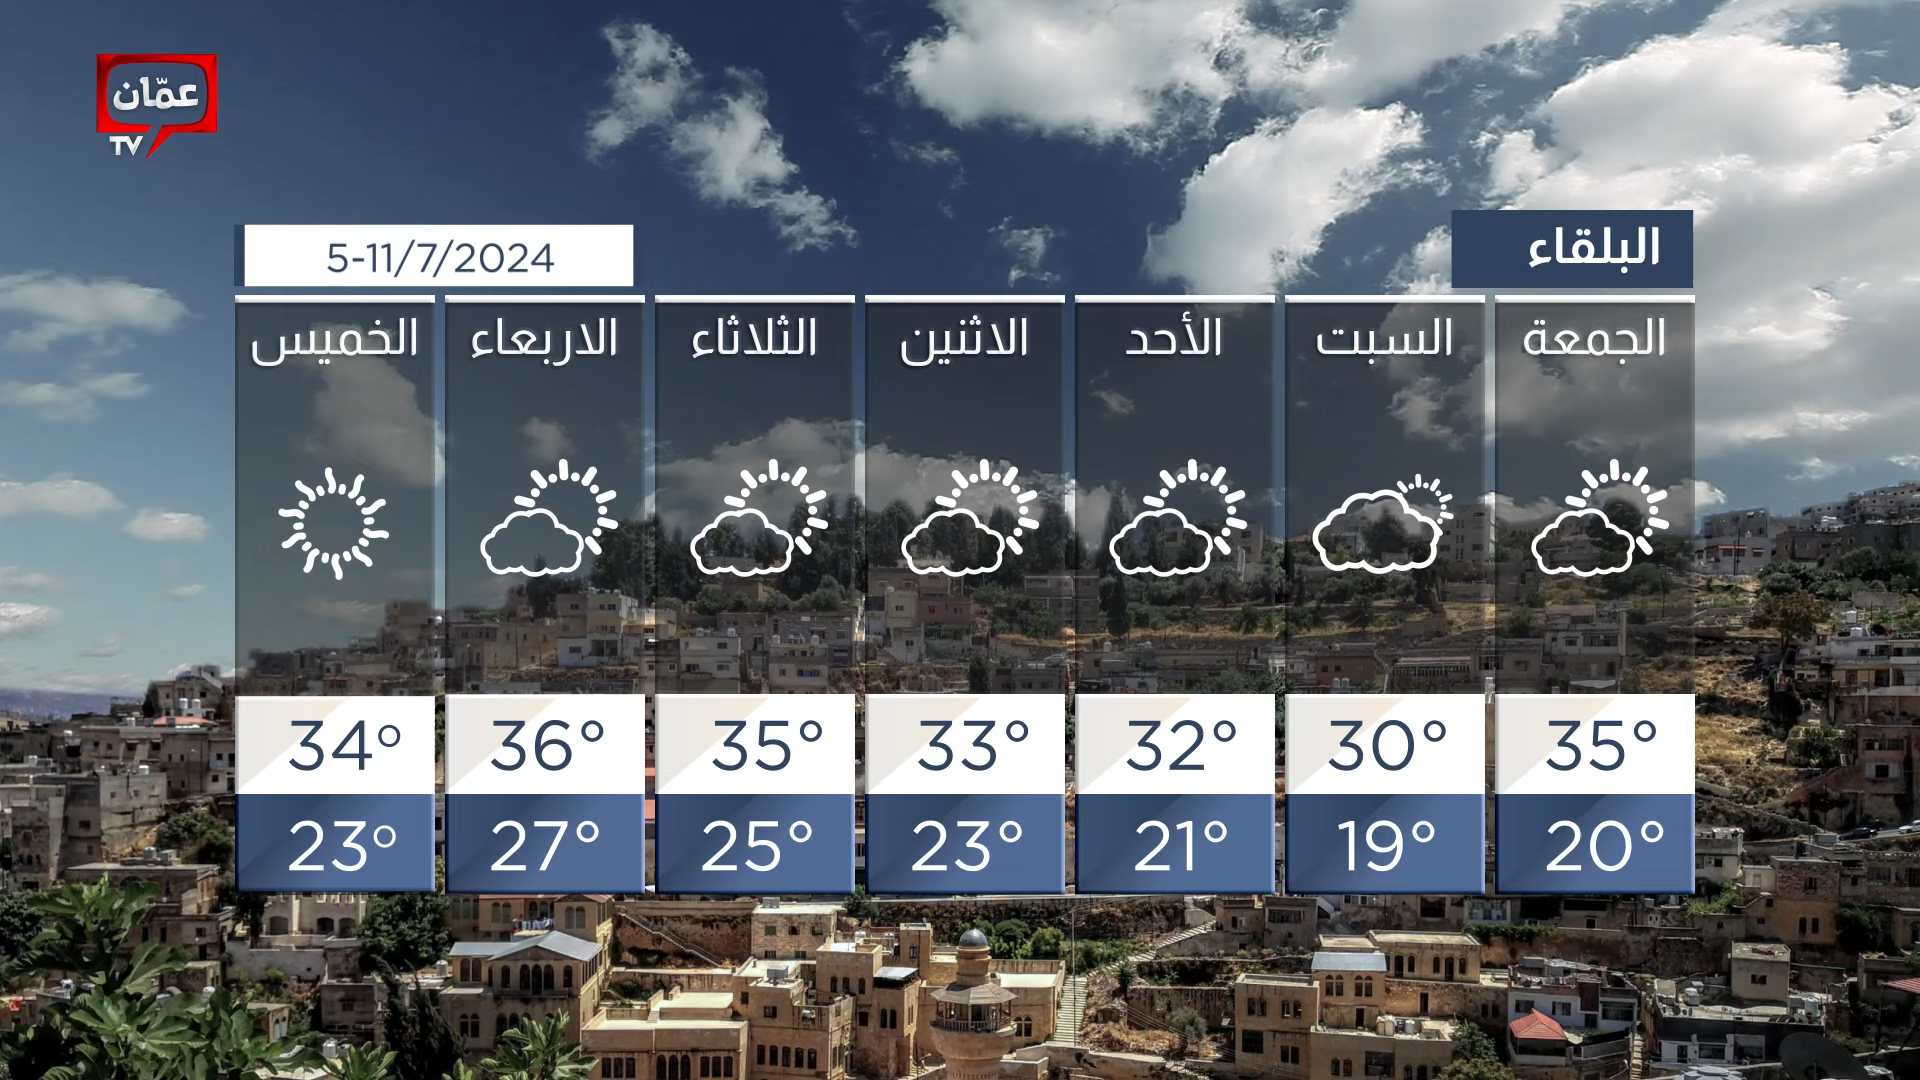 عمّان
TV
البلقاء
5-11/7/2024
الجمعة السبت الأحد الاثنين الثلاثاء الاربعاء الخميس
35° 30° 32° 33° 35° 36° 34°
20° 19° 21° 23° 25° 27° 23°